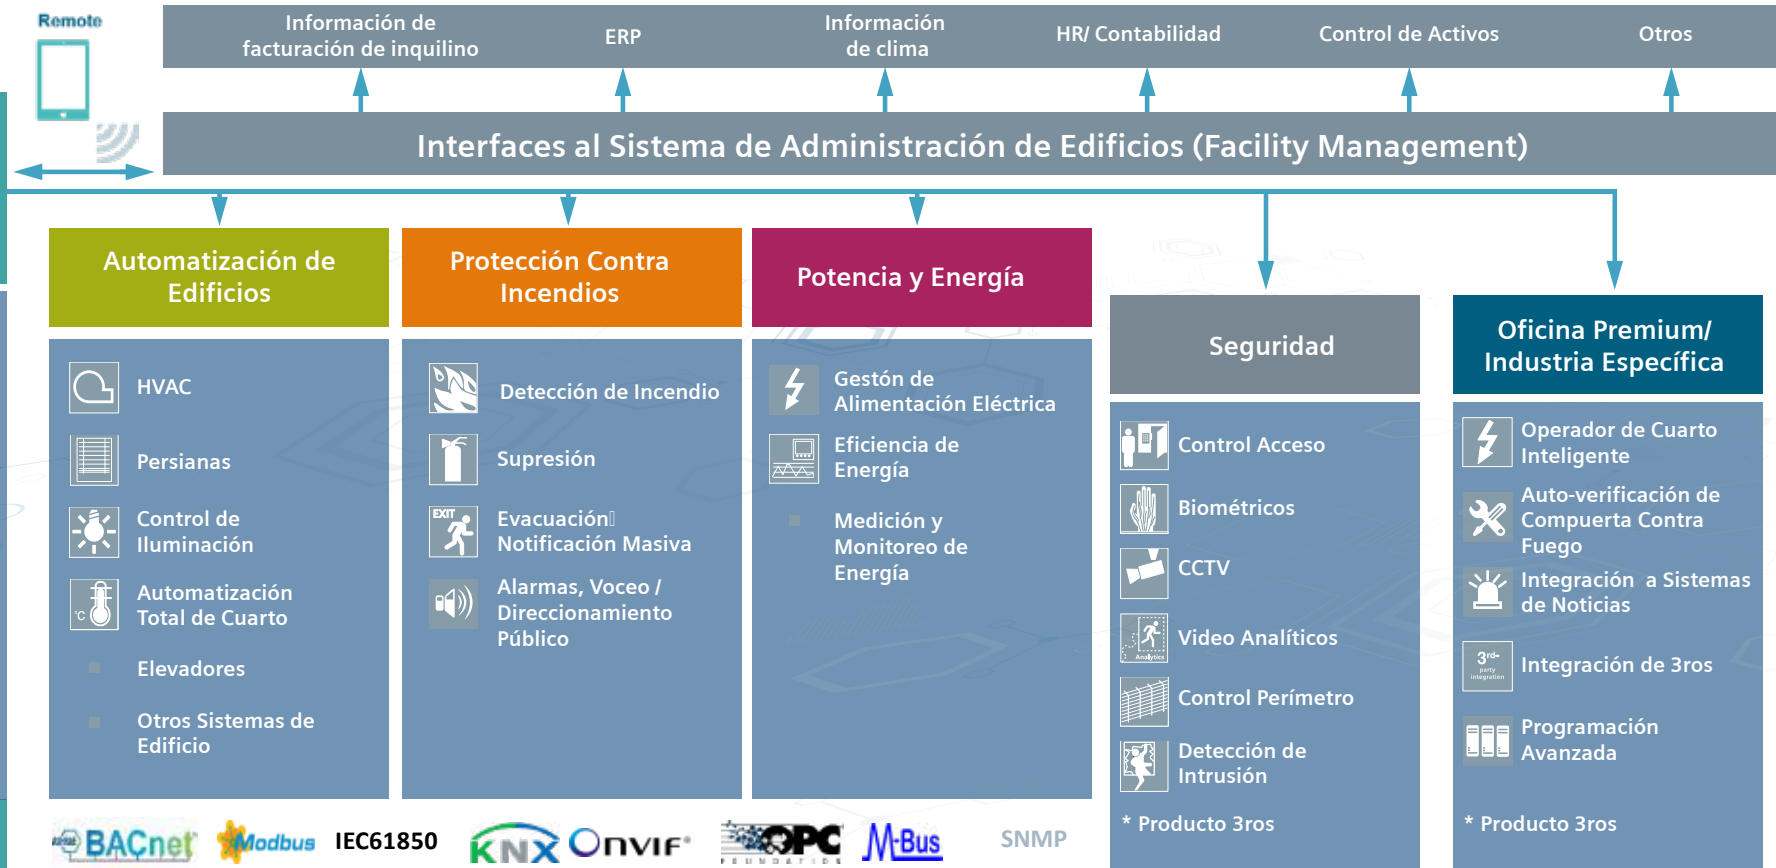 Remote
Información de
facturación de inquilino
ERP
Información
de clima
HR/ Contabilidad
Control de Activos
Otros
Interfaces al Sistema de Administración de Edificios (Facility Management)
Automatización de
Edificios
HVAC
Persianas
Control de
Iluminación
°C
Automatización
Total de Cuarto
Elevadores
Otros Sistemas de
Edificio
Protección Contra
Incendios
Detección de Incendio
Supresión
EXIT
Evacuación
Notificación Masiva
Alarmas, Voceo /
Direccionamiento
Público
Potencia y Energía
Gestón de
Alimentación Eléctrica
Eficiencia de
Energía
Medición y
Monitoreo de
Energía
Seguridad
Control Acceso
Biométricos
CCTV
Analytics
Video Analíticos
Control Perímetro
Detección de
Intrusión
* Producto 3ros
Oficina Premium/
Industria Específica
Operador de Cuarto
Inteligente
Auto-verificación de
Compuerta Contra
Fuego
Integración  a Sistemas
de Noticias
3rd-
party
integration
Integración de 3ros
Programación
Avanzada
* Producto 3ros
BACnet
Modbus
IEC61850
KNX
Onvif®
OPC
FOUNDATION
M-Bus
SNMP